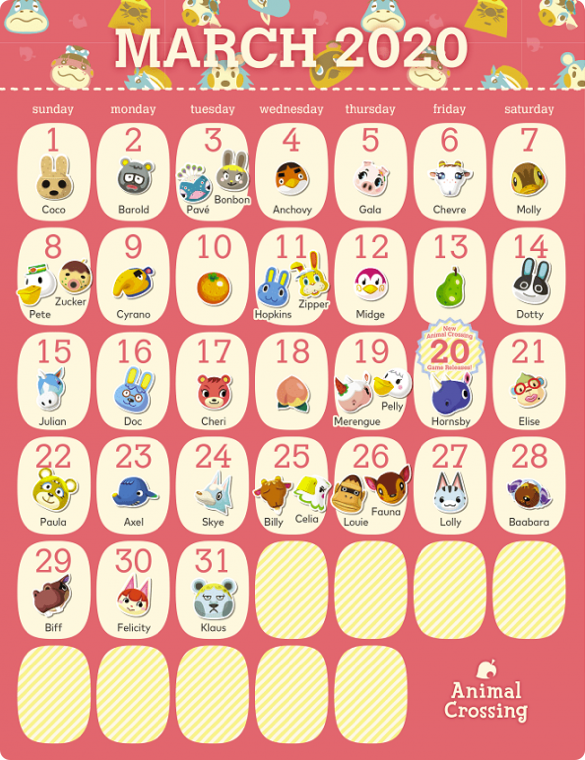 MARCH 2020
sunday monday tuesday wednesday thursday friday saturday
1 2 3 4 5 6 7
Coco Barold Pavé Bonbon Anchovy Gala Chevre Molly
8 9 10 11 12 13 14
Pete Zucker Cyrano Hopkins Zipper Midge Dotty
15 16 17 18 19 New Animal Crossing 20 Game Releases! 21
Julian Doc Cheri Merengue Pelly Hornsby Elise
22 23 24 25 26 27 28
Paula Axel Skye Billy Celia Louie Fauna Lolly Baabara
29 30 31
Biff Felicity Klaus
Animal
Crossing